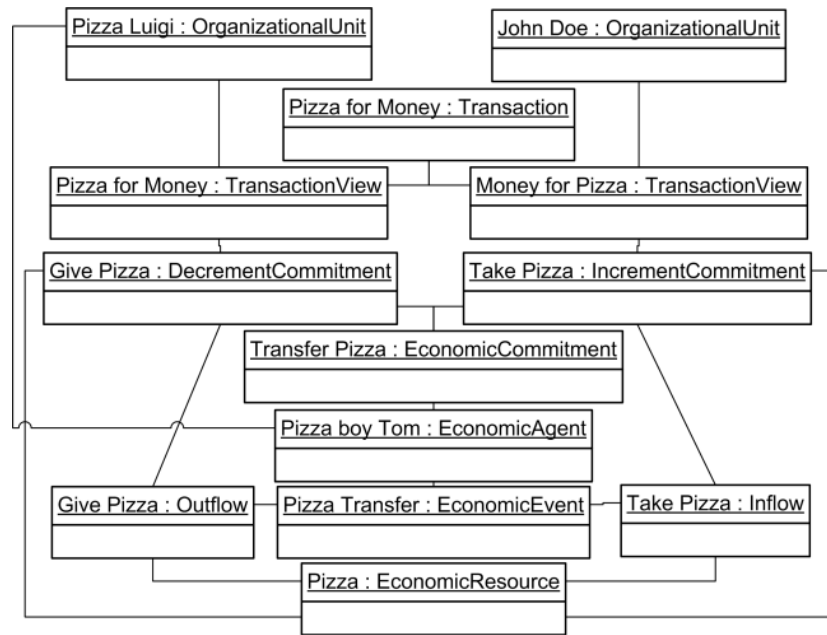 Pizza Luigi : OrganizationalUnit
John Doe : OrganizationalUnit
Pizza for Money : Transaction
Pizza for Money : TransactionView
Money for Pizza : TransactionView
Give Pizza : DecrementCommitment
Take Pizza : IncrementCommitment
Transfer Pizza : EconomicCommitment
Pizza boy Tom : EconomicAgent
Give Pizza : Outflow
Pizza Transfer : EconomicEvent
Take Pizza : Inflow
Pizza : EconomicResource